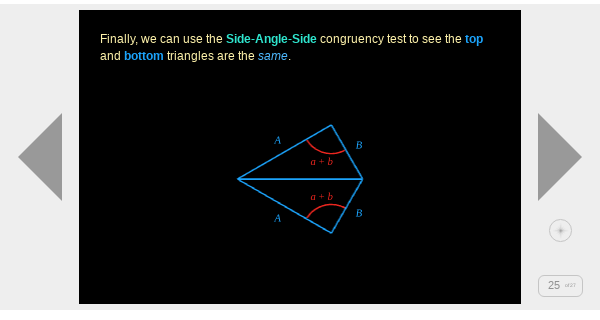 Finally, we can use the Side-Angle-Side congruency test to see the top
and bottom triangles are the same.
A
B
a + b
a + b
A
B
25